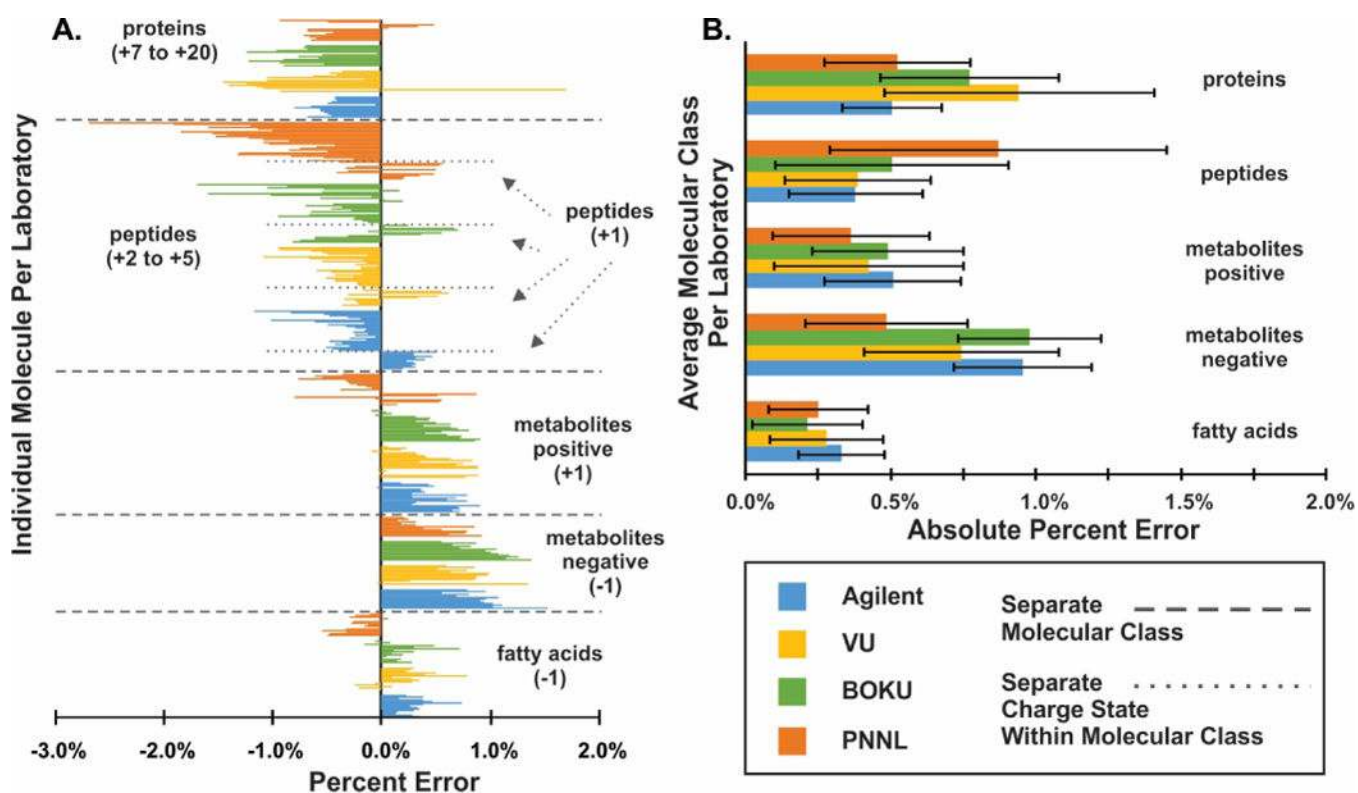 A.
Individual Molecule Per Laboratory
proteins
(+7 to +20)
peptides
(+1)
peptides
(+2 to +5)
metabolites
positive
(+1)
metabolites
negative
(-1)
fatty acids
(-1)
-3.0% -2.0% -1.0% 0.0% 1.0% 2.0%
Percent Error
B.
Average Molecular Class
Per Laboratory
proteins
peptides
metabolites
positive
metabolites
negative
fatty acids
0.0% 0.5% 1.0% 1.5% 2.0%
Absolute Percent Error
Agilent
VU
BOKU
PNNL
Separate
Molecular Class
Separate
Charge State
Within Molecular Class